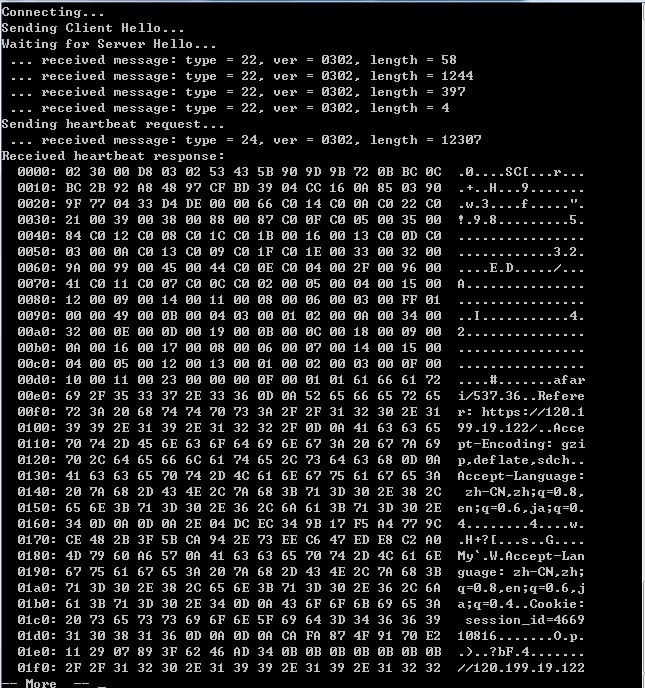 Connecting...
Sending Client Hello...
Waiting for Server Hello...
 ... received message: type = 22, ver = 0302, length = 58
 ... received message: type = 22, ver = 0302, length = 1244
 ... received message: type = 22, ver = 0302, length = 397
 ... received message: type = 22, ver = 0302, length = 4
Sending heartbeat request...
 ... received message: type = 24, ver = 0302, length = 12307
Received heartbeat response:
  0000: 02 30 00 D8 03 02 53 43 5B 90 9D 9B 72 0B BC 0C  .0....SC[...r...
  0010: BC 2B 92 A8 48 97 CF BD 39 04 CC 16 0A 85 03 90  .+..H...9.......
  0020: 9F 77 04 33 D4 DE 00 00 66 C0 14 C0 0A C0 22 C0  .w.3....f.....".
  0030: 21 00 39 00 38 00 88 00 87 C0 0F C0 05 00 35 00  !.9.8.........5.
  0040: 84 C0 12 C0 08 C0 1C C0 1B 00 16 00 13 C0 0D C0  ................
  0050: 03 00 0A C0 13 C0 09 C0 1F C0 1E 00 33 00 32 00  ............3.2.
  0060: 9A 00 99 00 45 00 44 C0 0E C0 04 00 2F 00 96 00  ....E.D...../...
  0070: 41 C0 11 C0 07 C0 0C C0 02 00 05 00 04 00 15 00  A...............
  0080: 12 00 09 00 14 00 11 00 08 00 06 00 03 00 FF 01  ................
  0090: 00 00 49 00 0B 00 04 03 00 01 02 00 0A 00 34 00  ..I...........4.
  00a0: 32 00 0E 00 0D 00 19 00 0B 00 0C 00 18 00 09 00  2...............
  00b0: 0A 00 16 00 17 00 08 00 06 00 07 00 14 00 15 00  ................
  00c0: 04 00 05 00 12 00 13 00 01 00 02 00 03 00 0F 00  ................
  00d0: 10 00 11 00 23 00 00 00 0F 00 01 01 61 66 61 72  ....#.......afar
  00e0: 69 2F 35 33 37 2E 33 36 0D 0A 52 65 66 65 72 65  i/537.36..Refere
  00f0: 72 3A 20 68 74 74 70 73 3A 2F 2F 31 32 30 2E 31  r: https://120.1
  0100: 39 39 2E 31 39 2E 31 32 32 2F 0D 0A 41 63 63 65  99.19.122/..Acce
  0110: 70 74 2D 45 6E 63 6F 64 69 6E 67 3A 20 67 7A 69  pt-Encoding: gzi
  0120: 70 2C 64 65 66 6C 61 74 65 2C 73 64 63 68 0D 0A  p,deflate,sdch..
  0130: 41 63 63 65 70 74 2D 4C 61 6E 67 75 61 67 65 3A  Accept-Language:
  0140: 20 7A 68 2D 43 4E 2C 7A 68 3B 71 3D 30 2E 38 2C   zh-CN,zh;q=0.8,
  0150: 65 6E 3B 71 3D 30 2E 36 2C 6A 61 3B 71 3D 30 2E  en;q=0.6,ja;q=0.
  0160: 34 0D 0A 0D 0A 2E 04 DC EC 34 9B 17 F5 A4 77 9C  4........4....w.
  0170: CE 48 2B 3F 5B CA 94 2E 73 EE C6 47 ED E8 C2 A0  .H+?[...s..G....
  0180: 4D 79 60 A6 57 0A 41 63 63 65 70 74 2D 4C 61 6E  My`.W.Accept-Lan
  0190: 67 75 61 67 65 3A 20 7A 68 2D 43 4E 2C 7A 68 3B  guage: zh-CN,zh;
  01a0: 71 3D 30 2E 38 2C 65 6E 3B 71 3D 30 2E 36 2C 6A  q=0.8,en;q=0.6,j
  01b0: 61 3B 71 3D 30 2E 34 0D 0A 43 6F 6F 6B 69 65 3A  a;q=0.4..Cookie:
  01c0: 20 73 65 73 73 69 6F 6E 5F 69 64 3D 34 36 36 39   session_id=4669
  01d0: 31 30 38 31 36 0D 0A 0D 0A CA FA 87 4F 91 70 E2  10816.......O.p.
  01e0: 11 29 07 89 3F 62 46 AD 34 0B 0B 0B 0B 0B 0B 0B  .)..?bF.4.......
  01f0: 2F 2F 31 32 30 2E 31 39 39 2E 31 39 2E 31 32 32  //120.199.19.122
-- More  -- _